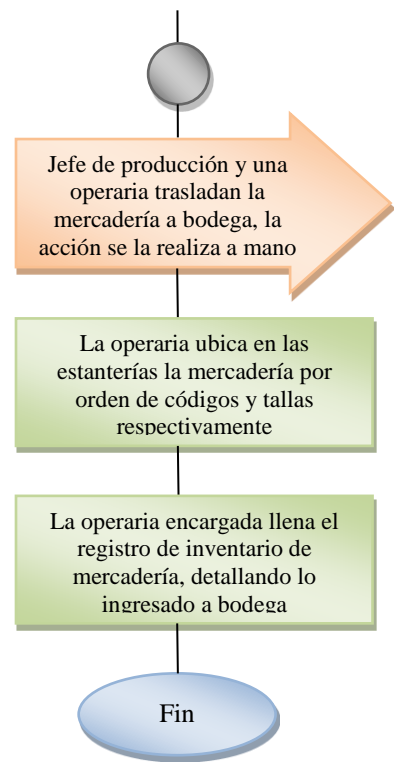 Jefe de producción y una
operaria trasladan la
mercadería a bodega, la
acción se la realiza a mano
La operaria ubica en las
estanterías la mercadería por
orden de códigos y tallas
respectivamente
La operaria encargada llena el
registro de inventario de
mercadería, detallando lo
ingresado a bodega
Fin